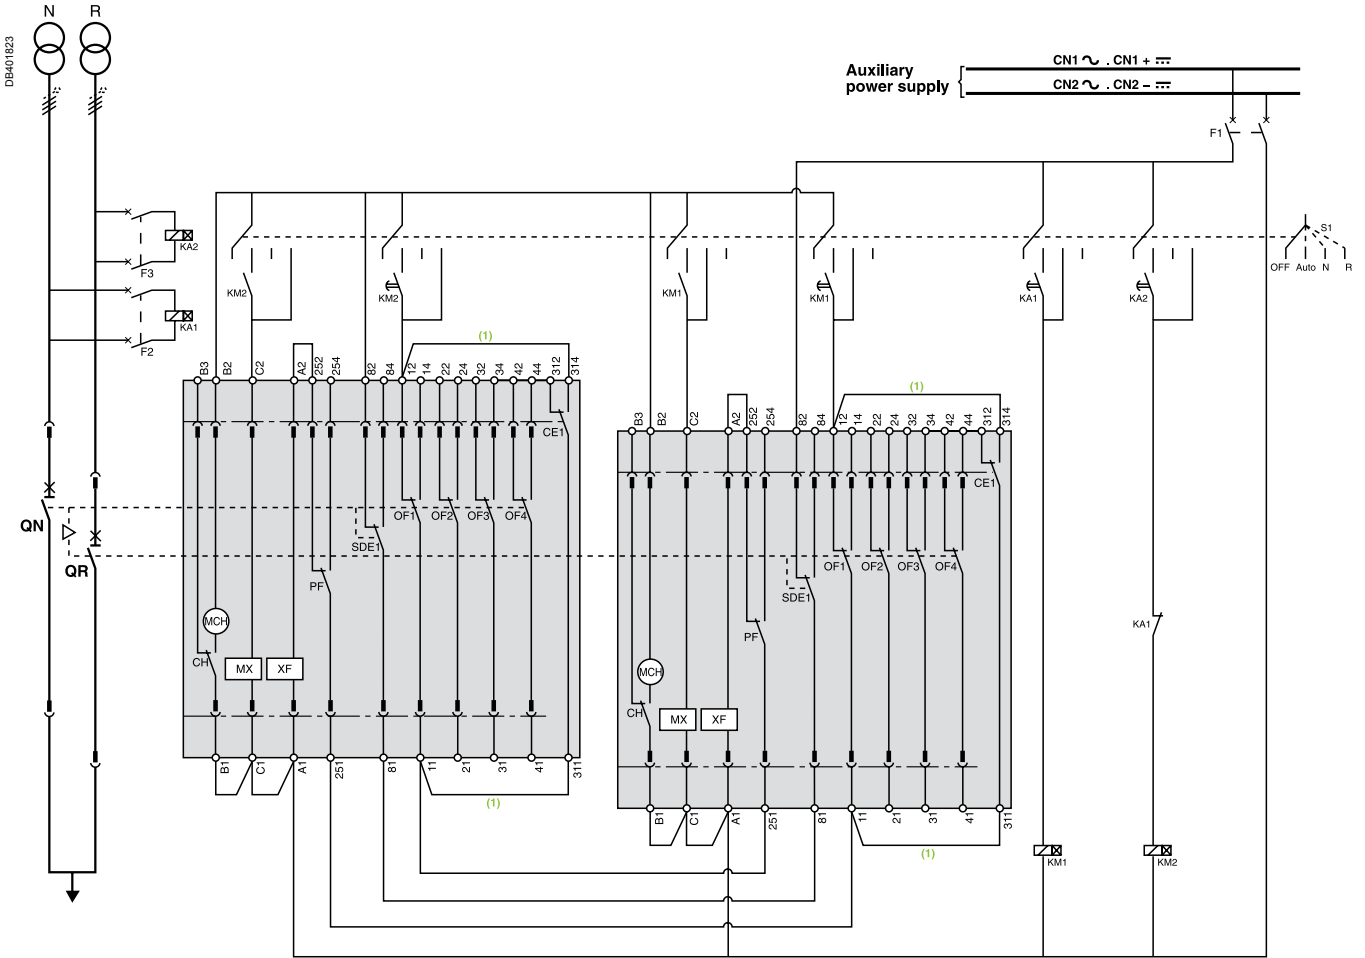 N R
DB401823
Auxiliary
power supply
CN1 ∿ . CN1 + ⎓
CN2 ∿ . CN2 – ⎓
F1
KA2
F3
KA1
F2
S1
OFF Auto N R
KM2
KM2
KM1
KM1
KA1
KA2
(1)
B3 B2 C2 A2 252 254 82 84 12 14 22 24 32 34 42 44 312 314
CE1
(1)
B3 B2 C2 A2 252 254 82 84 12 14 22 24 32 34 42 44 312 314
CE1
QN
QR
OF1 OF2 OF3 OF4
SDE1
PF
MCH
CH
MX XF
OF1 OF2 OF3 OF4
SDE1
PF
MCH
CH
MX XF
KA1
B1 C1 A1 251 81 11 21 31 41 311
(1)
B1 C1 A1 251 81 11 21 31 41 311
(1)
KM1
KM2